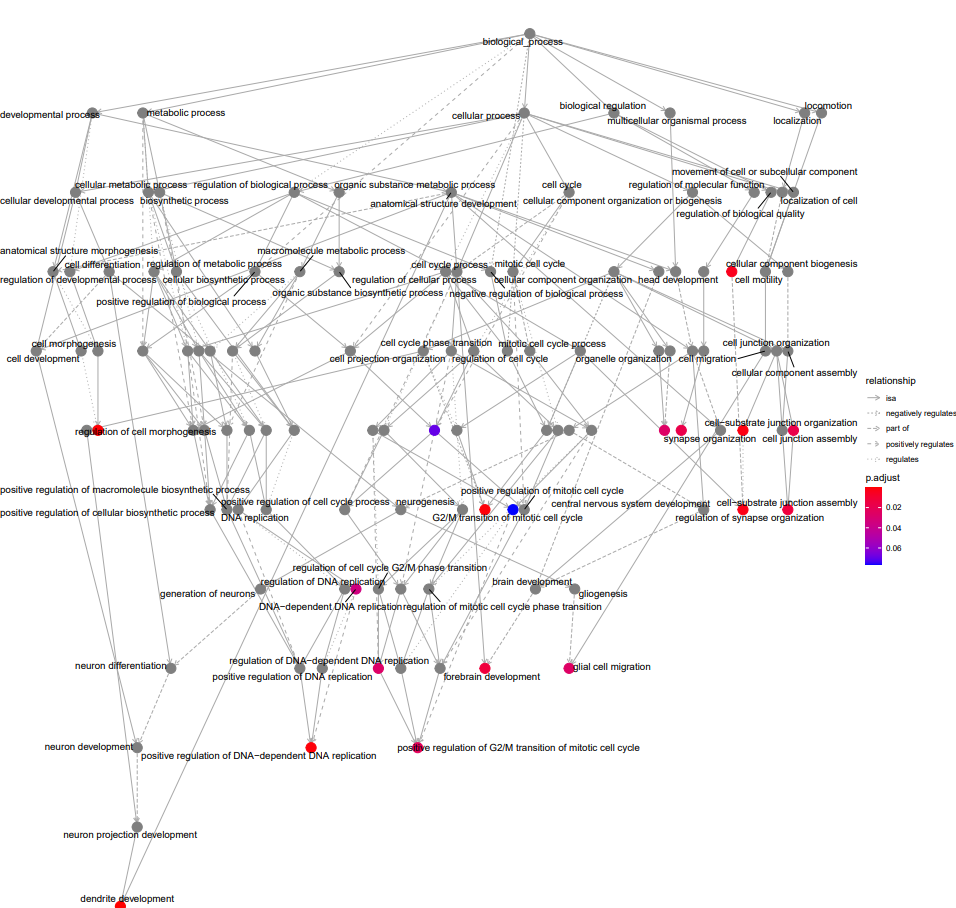 biological_process
developmental process
metabolic process
cellular process
biological regulation
multicellular organismal process
locomotion
localization
movement of cell or subcellular component
cellular metabolic process
regulation of biological process
organic substance metabolic process
cell cycle
regulation of molecular function
cellular developmental process
biosynthetic process
anatomical structure development
cellular component organization or biogenesis
localization of cell
regulation of biological quality
anatomical structure morphogenesis
macromolecule metabolic process
cell differentiation
regulation of metabolic process
cell cycle process
mitotic cell cycle
cellular component biogenesis
regulation of developmental process
cellular biosynthetic process
regulation of cellular process
cellular component organization
head development
cell motility
organic substance biosynthetic process
negative regulation of biological process
positive regulation of biological process
cell morphogenesis
cell cycle phase transition
mitotic cell cycle process
cell junction organization
cell development
cell projection organization
regulation of cell cycle
organelle organization
cell migration
cellular component assembly
relationship
isa
negatively regulates
part of
positively regulates
regulates
p.adjust
0.02
0.04
0.06
cell−substrate junction organization
regulation of cell morphogenesis
synapse organization
cell junction assembly
positive regulation of macromolecule biosynthetic process
positive regulation of mitotic cell cycle
positive regulation of cell cycle process
neurogenesis
central nervous system development
cell−substrate junction assembly
positive regulation of cellular biosynthetic process
DNA replication
G2/M transition of mitotic cell cycle
regulation of synapse organization
regulation of cell cycle G2/M phase transition
regulation of DNA replication
brain development
generation of neurons
gliogenesis
DNA−dependent DNA replication
regulation of mitotic cell cycle phase transition
regulation of DNA−dependent DNA replication
neuron differentiation
glial cell migration
positive regulation of DNA replication
forebrain development
neuron development
positive regulation of G2/M transition of mitotic cell cycle
positive regulation of DNA−dependent DNA replication
neuron projection development
dendrite development